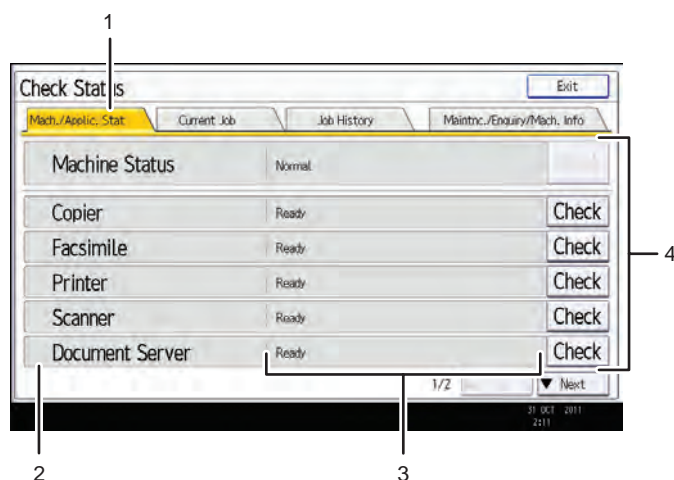 1
Check Status
Exit
Mach./Applic. Stat
Current Job
Job History
Maintnc./Enquiry/Mach. Info
Machine Status
Normal
4
Copier
Ready
Check
Facsimile
Ready
Check
Printer
Ready
Check
Scanner
Ready
Check
Document Server
Ready
Check
1/2
▼ Next
31 OCT 2011
2:11
2
3